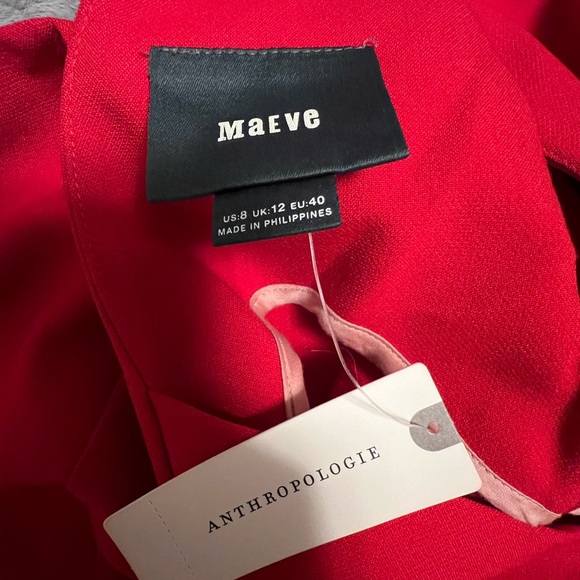 MaEve
US:8 UK:12 EU:40
MADE IN PHILIPPINES
ANTHROPOLOGIE